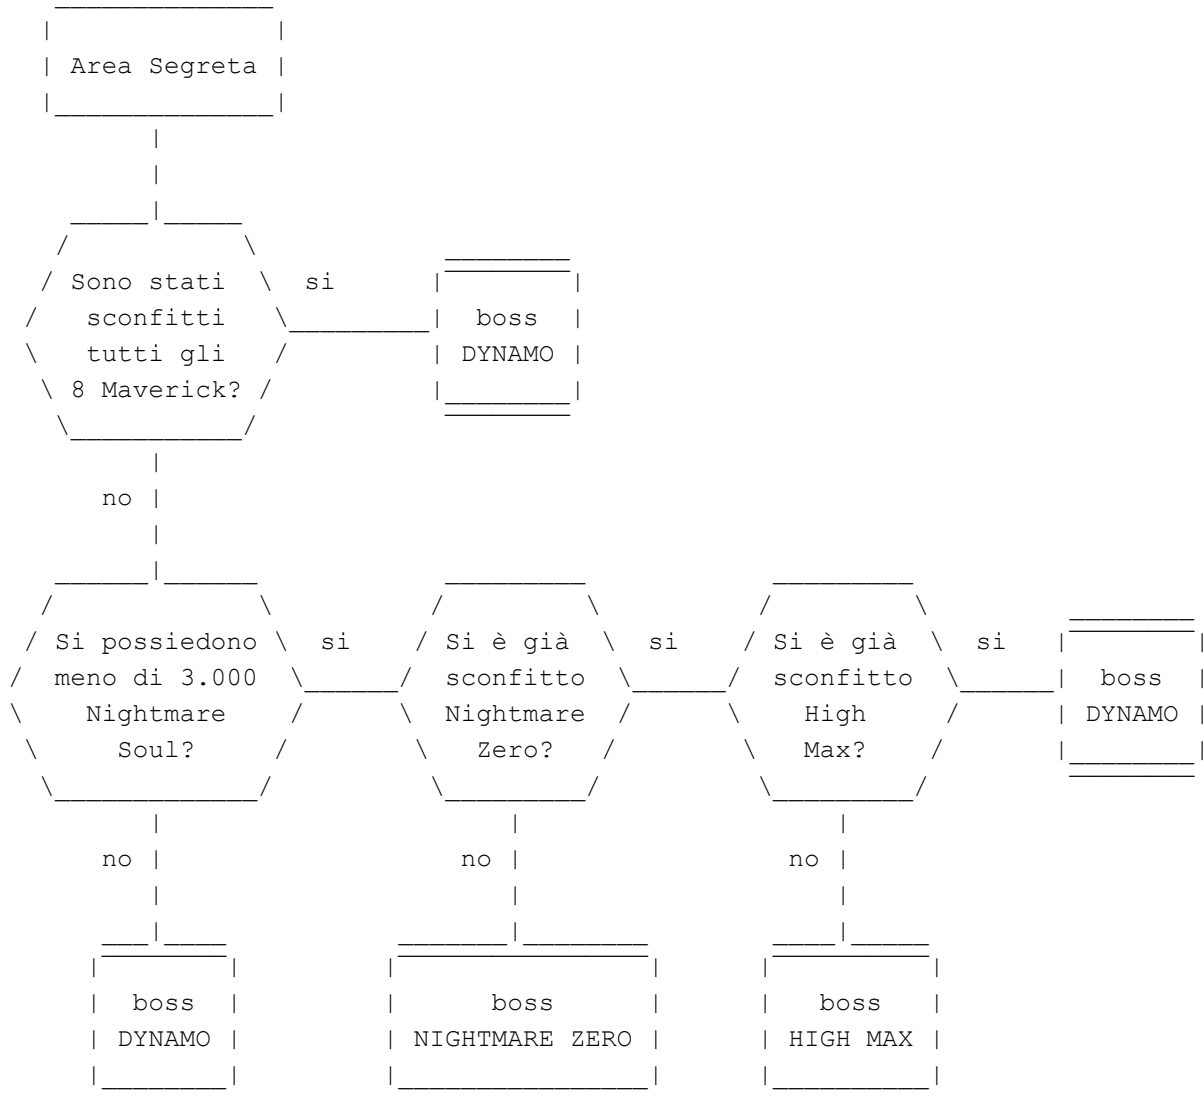 Area Segreta
Sono stati
sconfitti
tutti gli
8 Maverick?
si
boss
DYNAMO
no
Si possiedono
meno di 3.000
Nightmare
Soul?
si
Si è già
sconfitto
Nightmare
Zero?
si
Si è già
sconfitto
High
Max?
si
boss
DYNAMO
no
boss
DYNAMO
no
boss
NIGHTMARE ZERO
no
boss
HIGH MAX